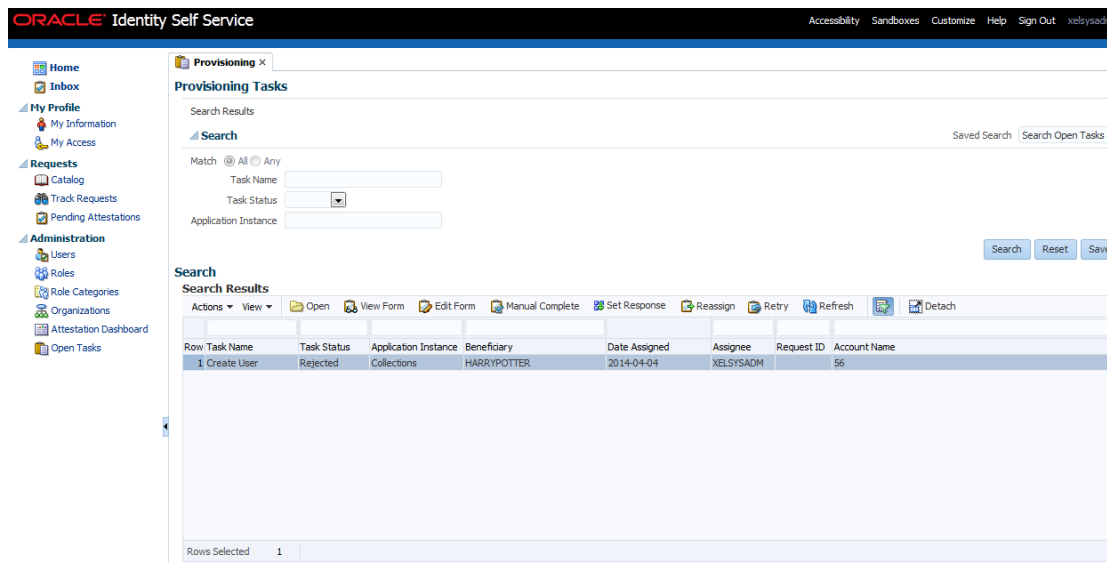 ORACLE Identity Self Service
Accessibility Sandboxes Customize Help Sign Out xelsysadm
Home
Inbox
My Profile
My Information
My Access
Requests
Catalog
Track Requests
Pending Attestations
Administration
Users
Roles
Role Categories
Organizations
Attestation Dashboard
Open Tasks
Provisioning ×
Provisioning Tasks
Search Results
Search
Saved Search Search Open Tasks
Match All Any
Task Name
Task Status
Application Instance
Search Reset Save
Search
Search Results
Actions View Open View Form Edit Form Manual Complete Set Response Reassign Retry Refresh Detach
Row Task Name Task Status Application Instance Beneficiary Date Assigned Assignee Request ID Account Name
1 Create User Rejected Collections HARRYPOTTER 2014-04-04 XELSYSADM 56
Rows Selected 1